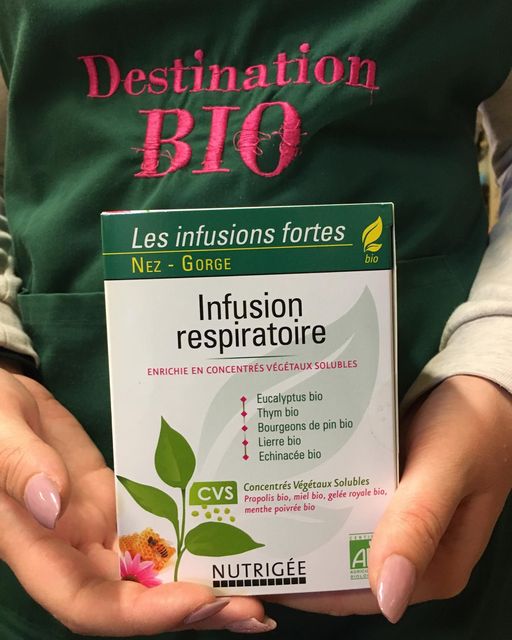 Destination
BIO
Les infusions fortes
NEZ - GORGE
bio
Infusion
respiratoire
ENRICHIE EN CONCENTRÉS VÉGÉTAUX SOLUBLES
Eucalyptus bio
Thym bio
Bourgeons de pin bio
Lierre bio
Echinacée bio
CVS
Concentrés Végétaux Solubles
Propolis bio, miel bio, gelée royale bio,
menthe poivrée bio
NUTRIGÉE